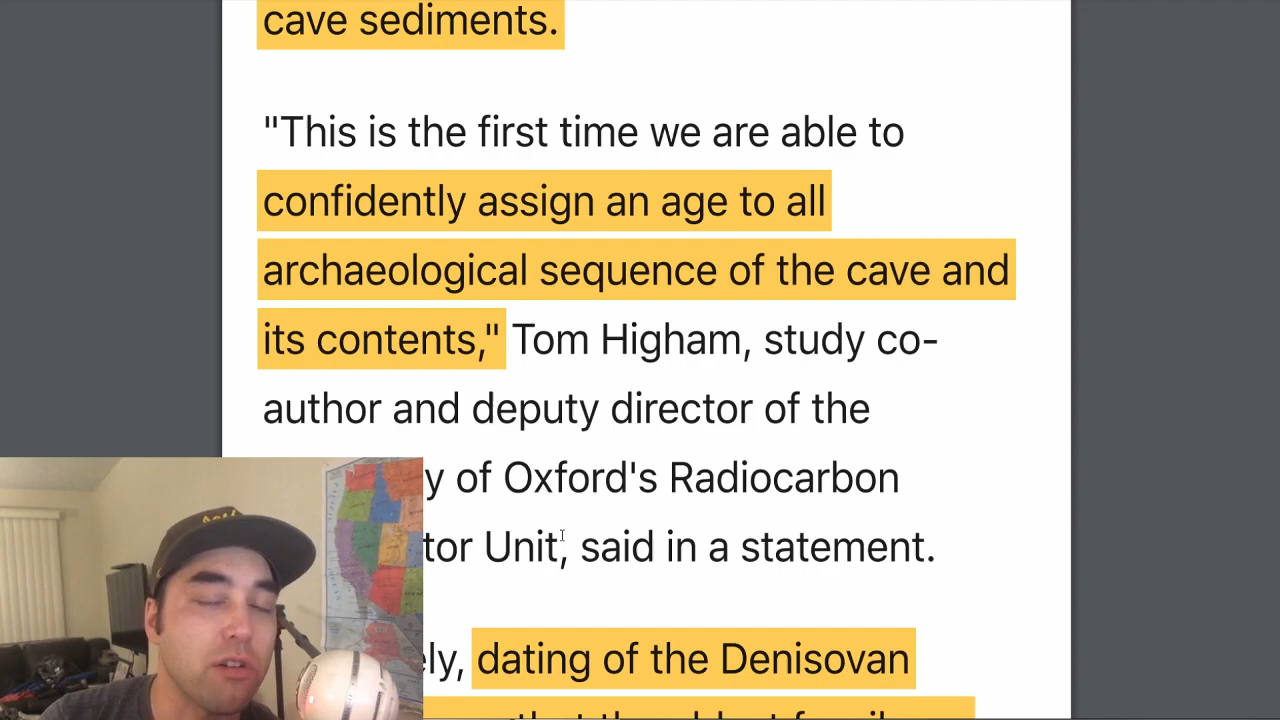 cave sediments.
"This is the first time we are able to
confidently assign an age to all
archaeological sequence of the cave and
its contents," Tom Higham, study co-
author and deputy director of the
y of Oxford's Radiocarbon
tor Unit, said in a statement.
ely, dating of the Denisovan